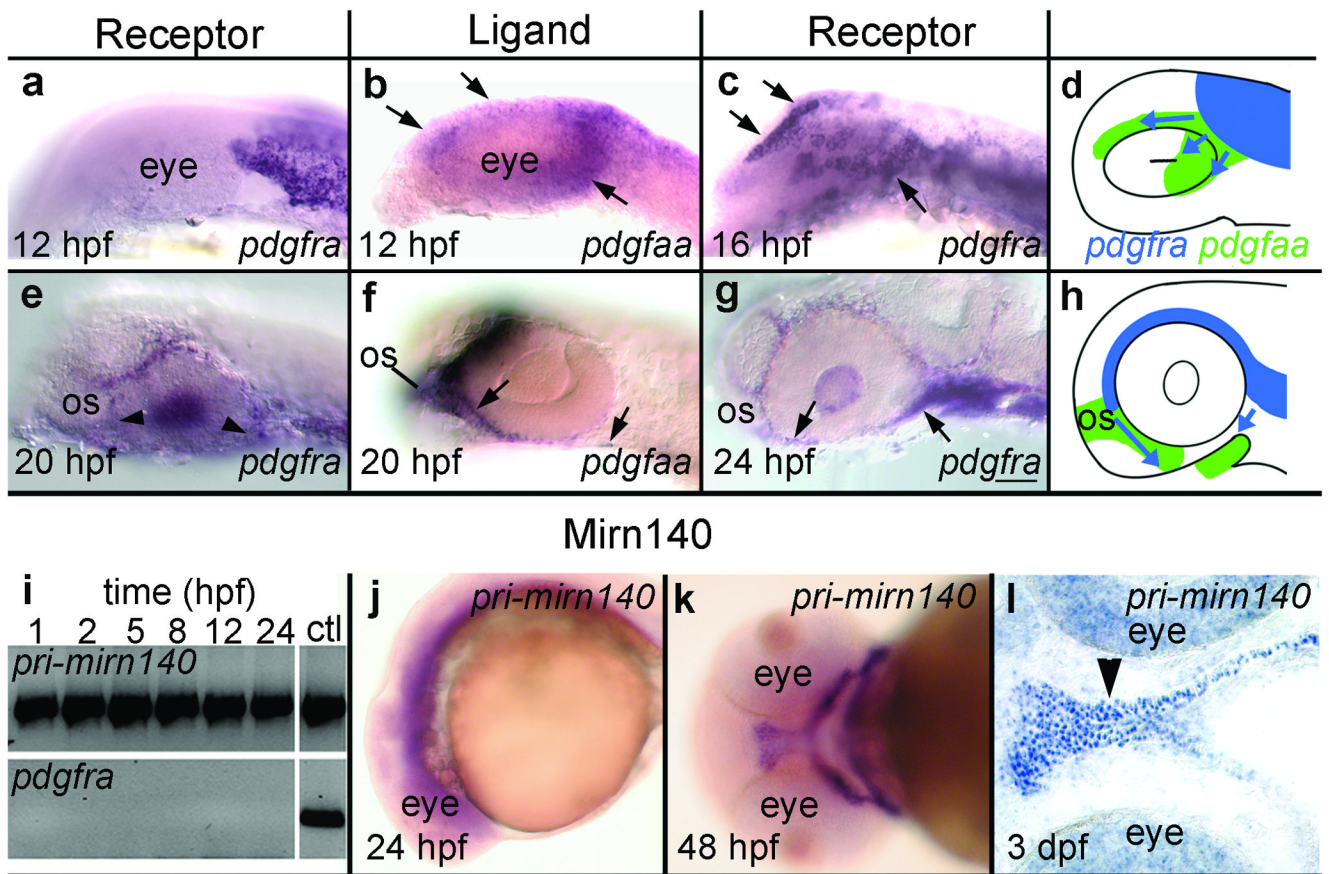 Receptor Ligand Receptor
a eye 12 hpf pdgfra
b eye 12 hpf pdgfaa
c 16 hpf pdgfra
d pdgfra pdgfaa
e os 20 hpf pdgfra
f os 20 hpf pdgfaa
g os 24 hpf pdgfra
h os
Mirn140
i time (hpf)
1 2 5 8 12 24 ctl
pri-mirn140
pdgfra
j pri-mirn140
eye
24 hpf
k pri-mirn140
eye
eye
48 hpf
l pri-mirn140
eye
eye
3 dpf